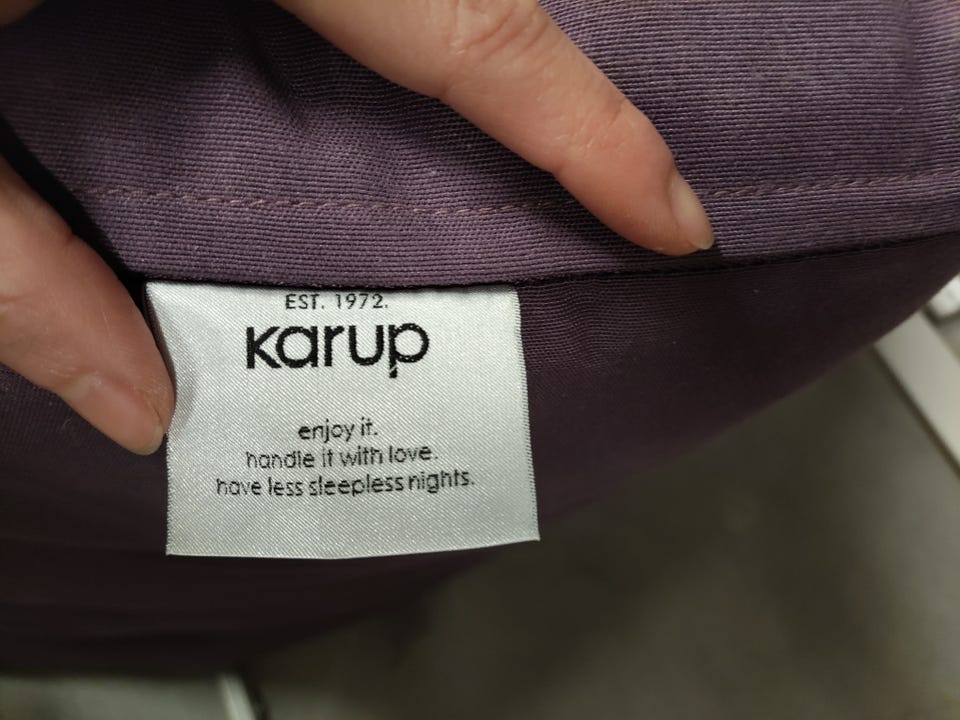 EST. 1972.
karup
enjoy it.
handle it with love.
have less sleepless nights.